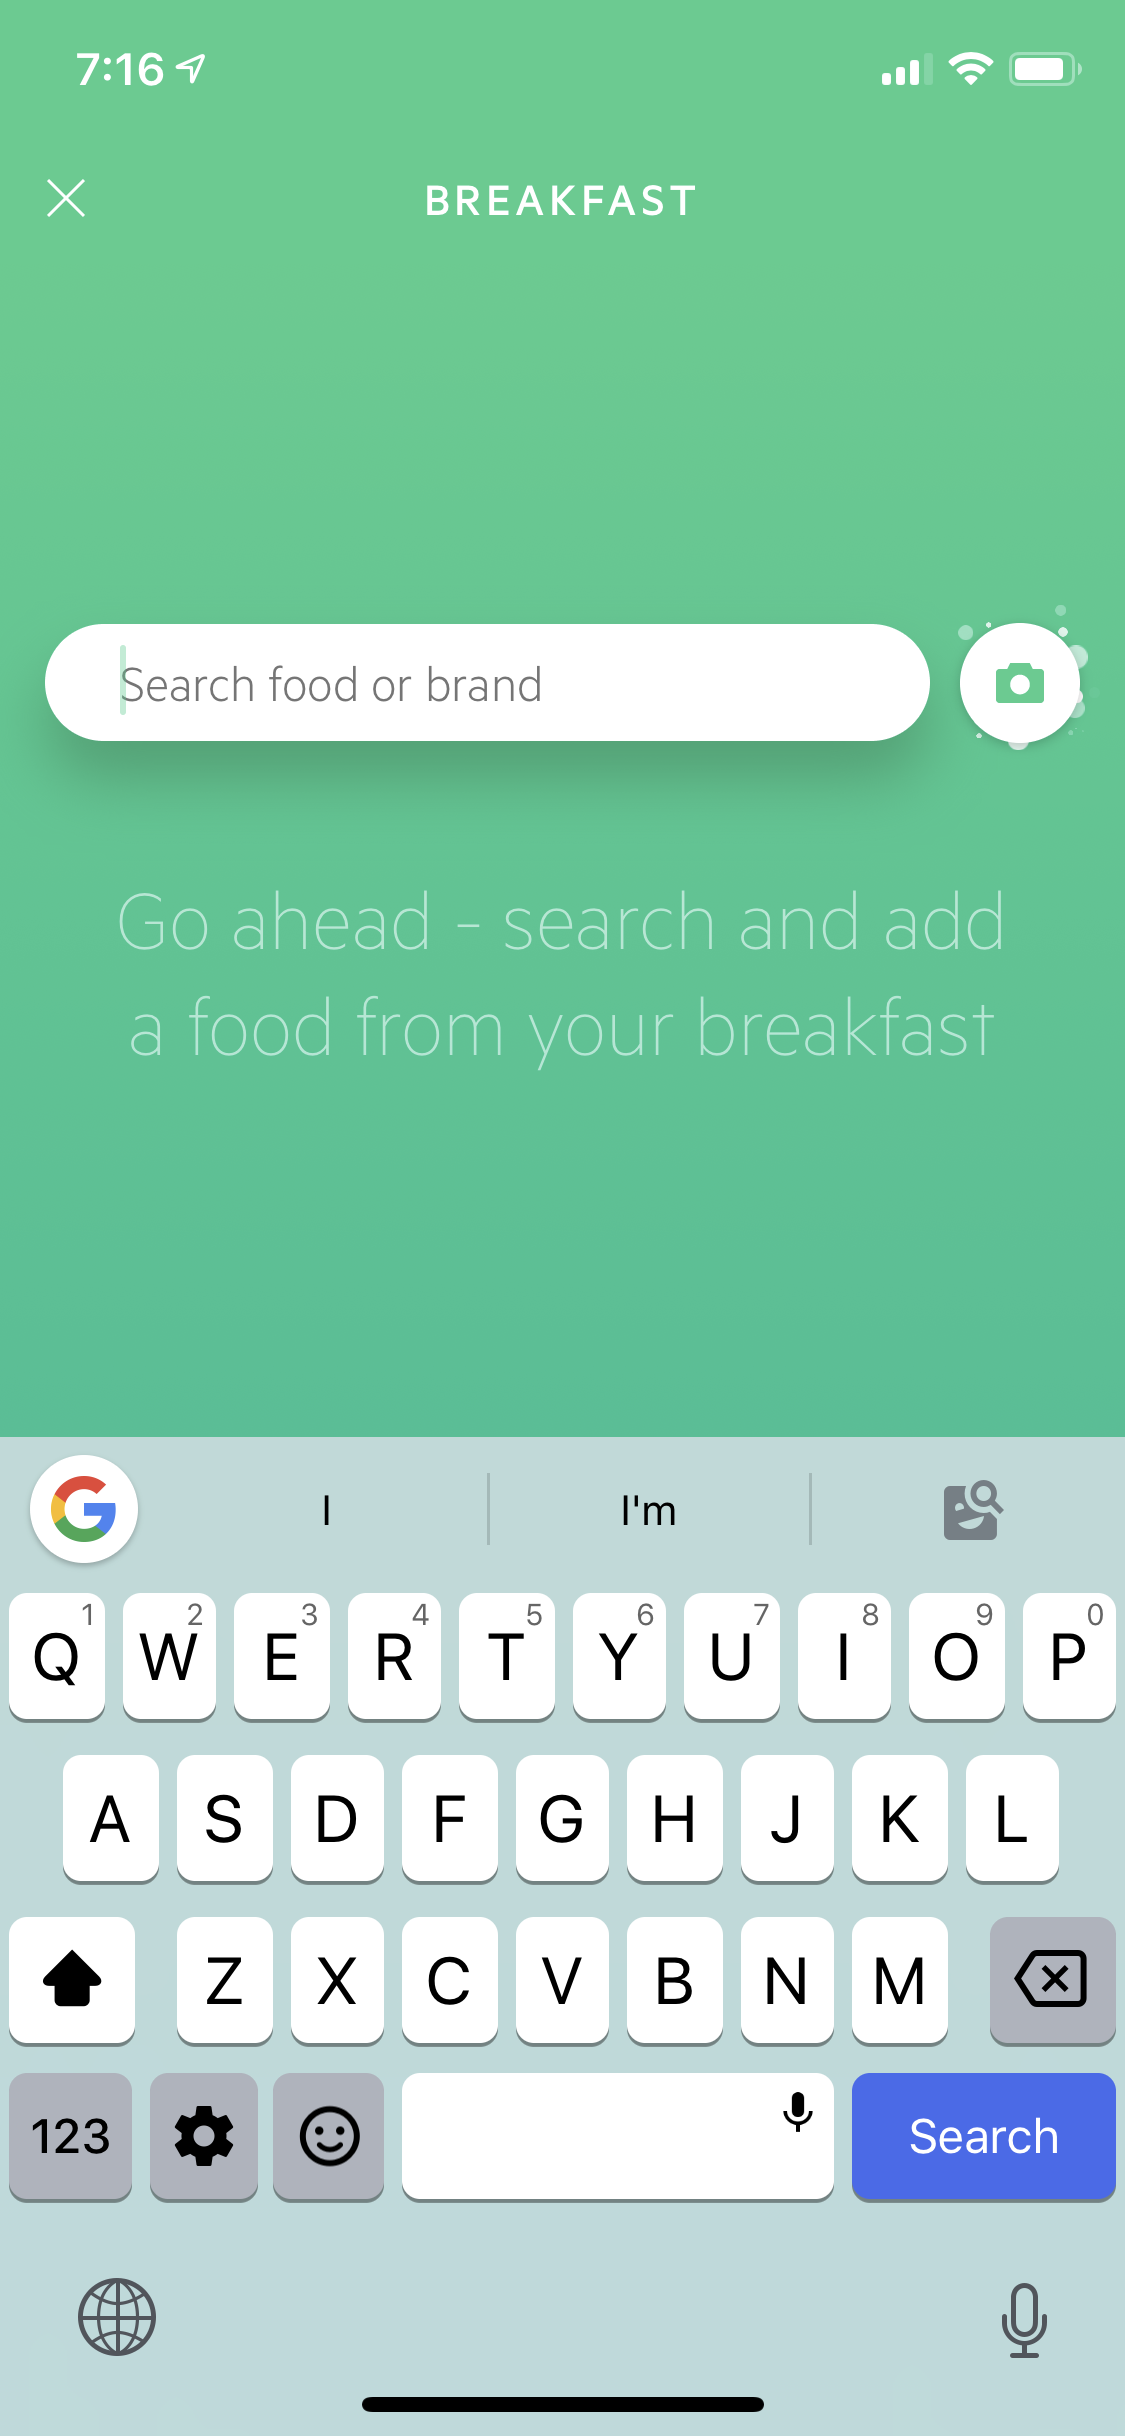 7:16
BREAKFAST
Search food or brand
Go ahead - search and add
a food from your breakfast
G I I'm
1 2 3 4 5 6 7 8 9 0
Q W E R T Y U I O P
A S D F G H J K L
Z X C V B N M
123 Search